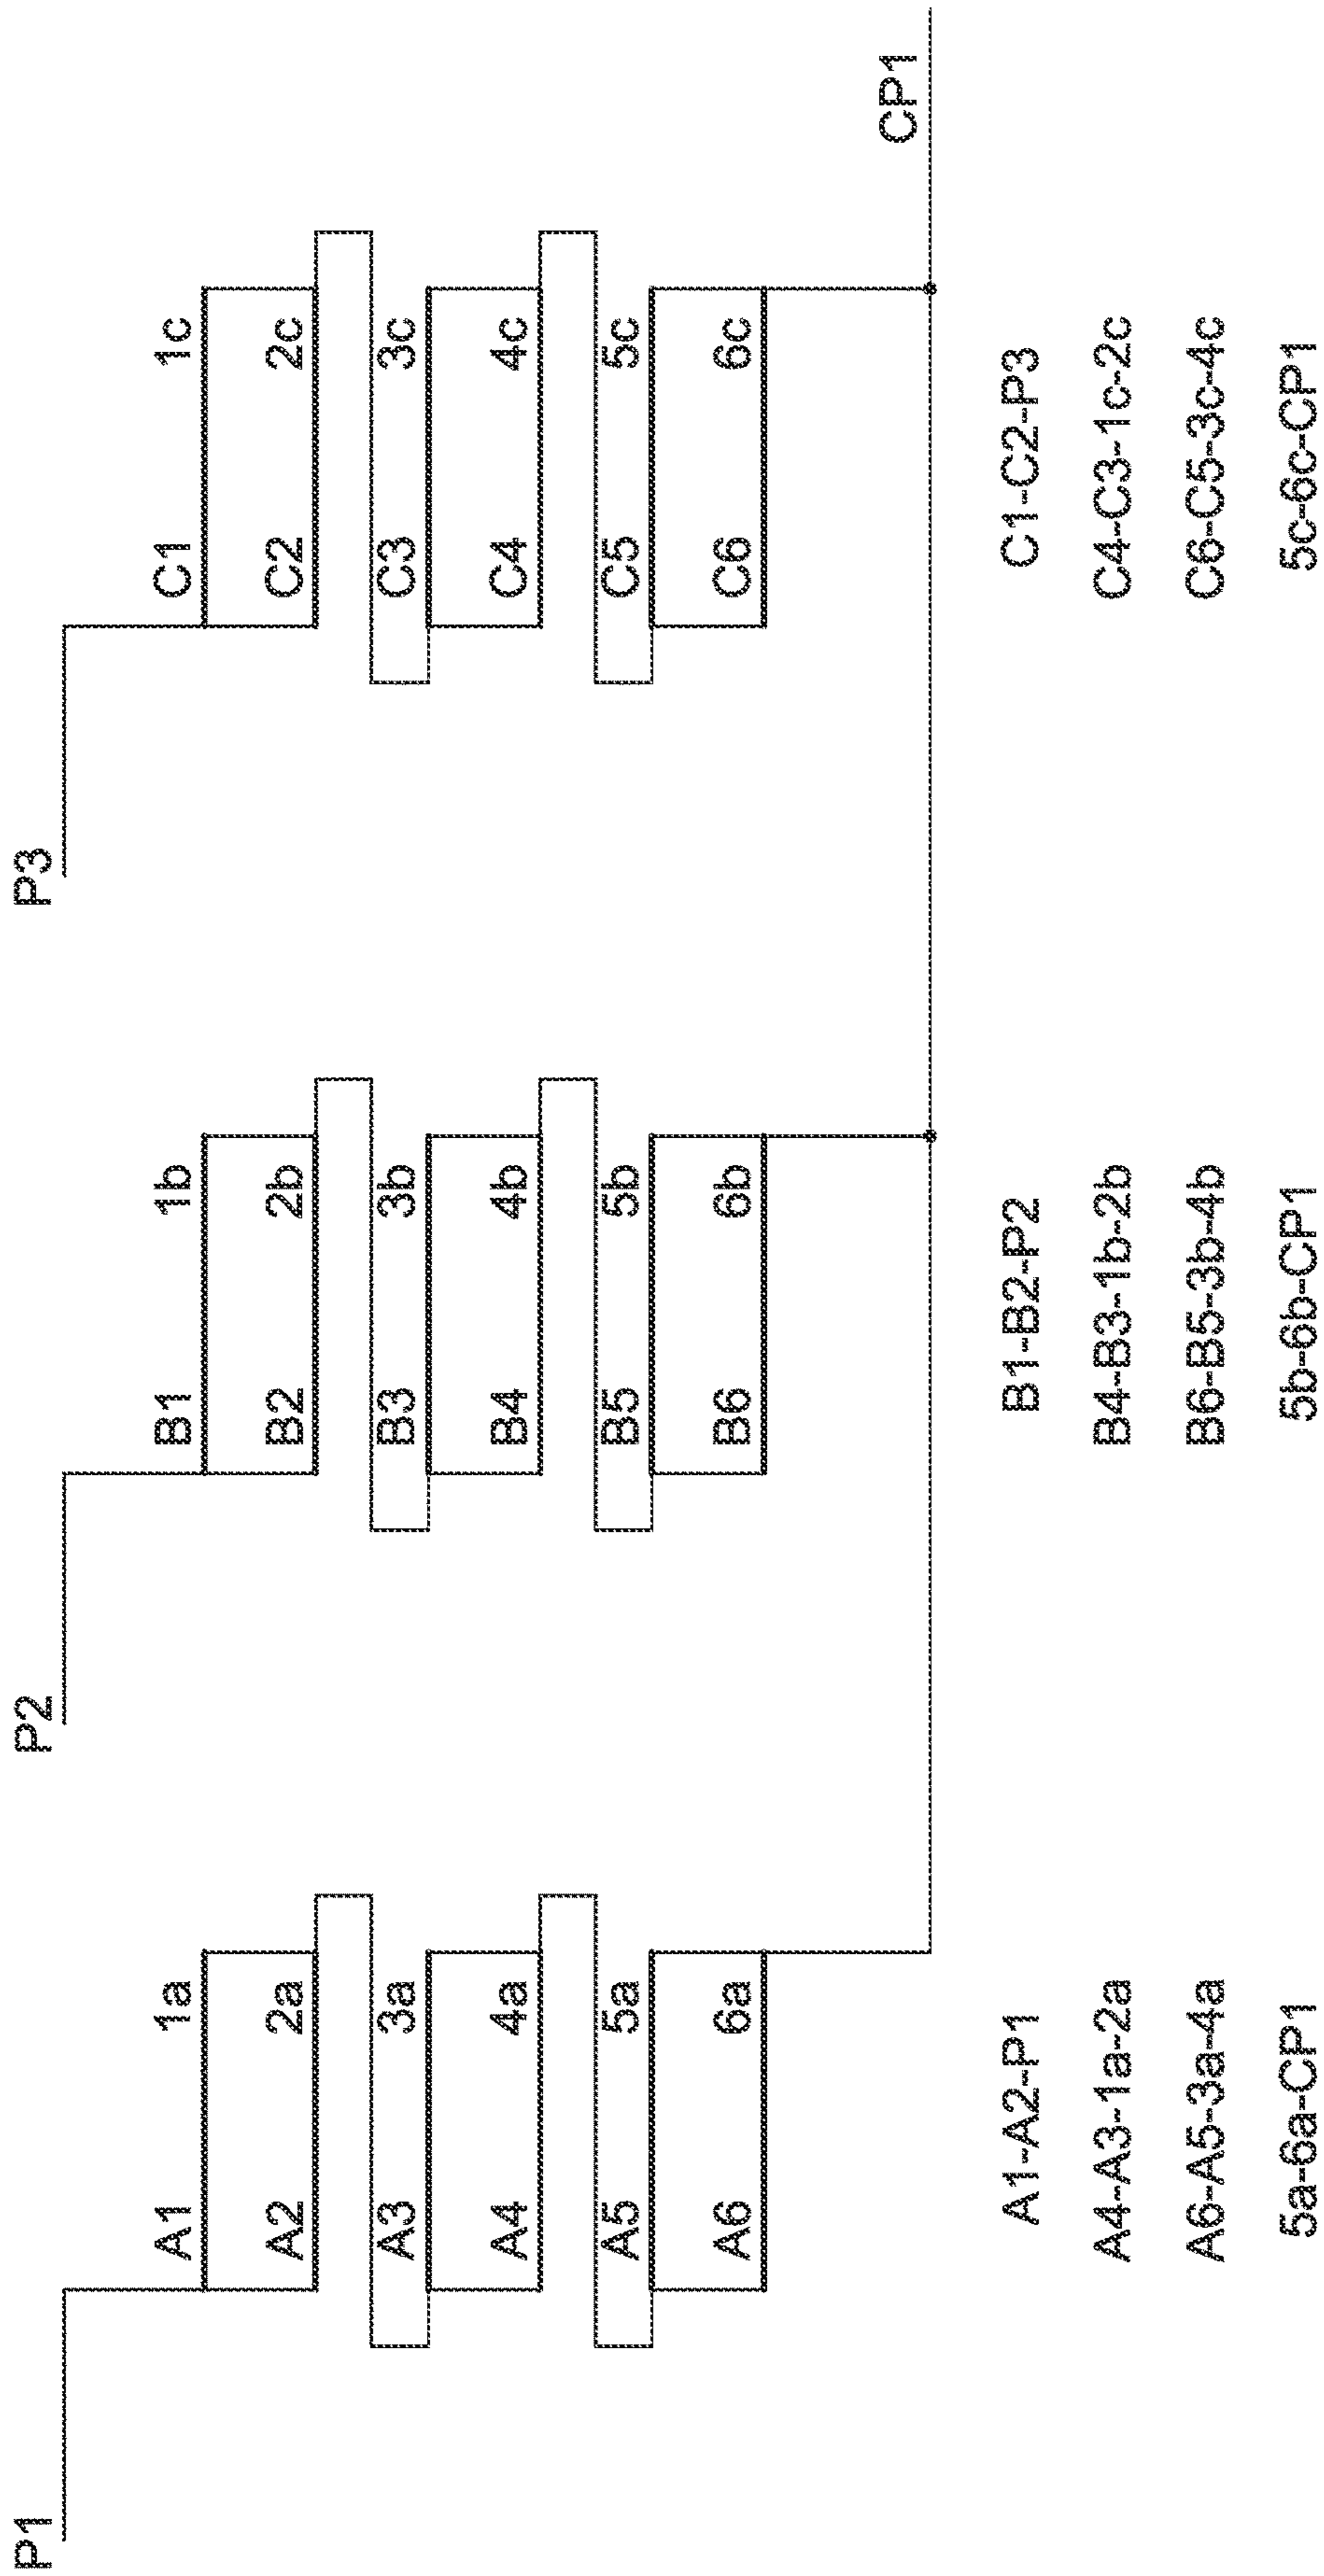 P1 P2 P3
A1 1a B1 1b C1 1c
A2 2a B2 2b C2 2c
A3 3a B3 3b C3 3c
A4 4a B4 4b C4 4c
A5 5a B5 5b C5 5c
A6 6a B6 6b C6 6c
CP1
A1-A2-P1 B1-B2-P2 C1-C2-P3
A4-A3-1a-2a B4-B3-1b-2b C4-C3-1c-2c
A6-A5-3a-4a B6-B5-3b-4b C6-C5-3c-4c
5a-6a-CP1 5b-6b-CP1 5c-6c-CP1